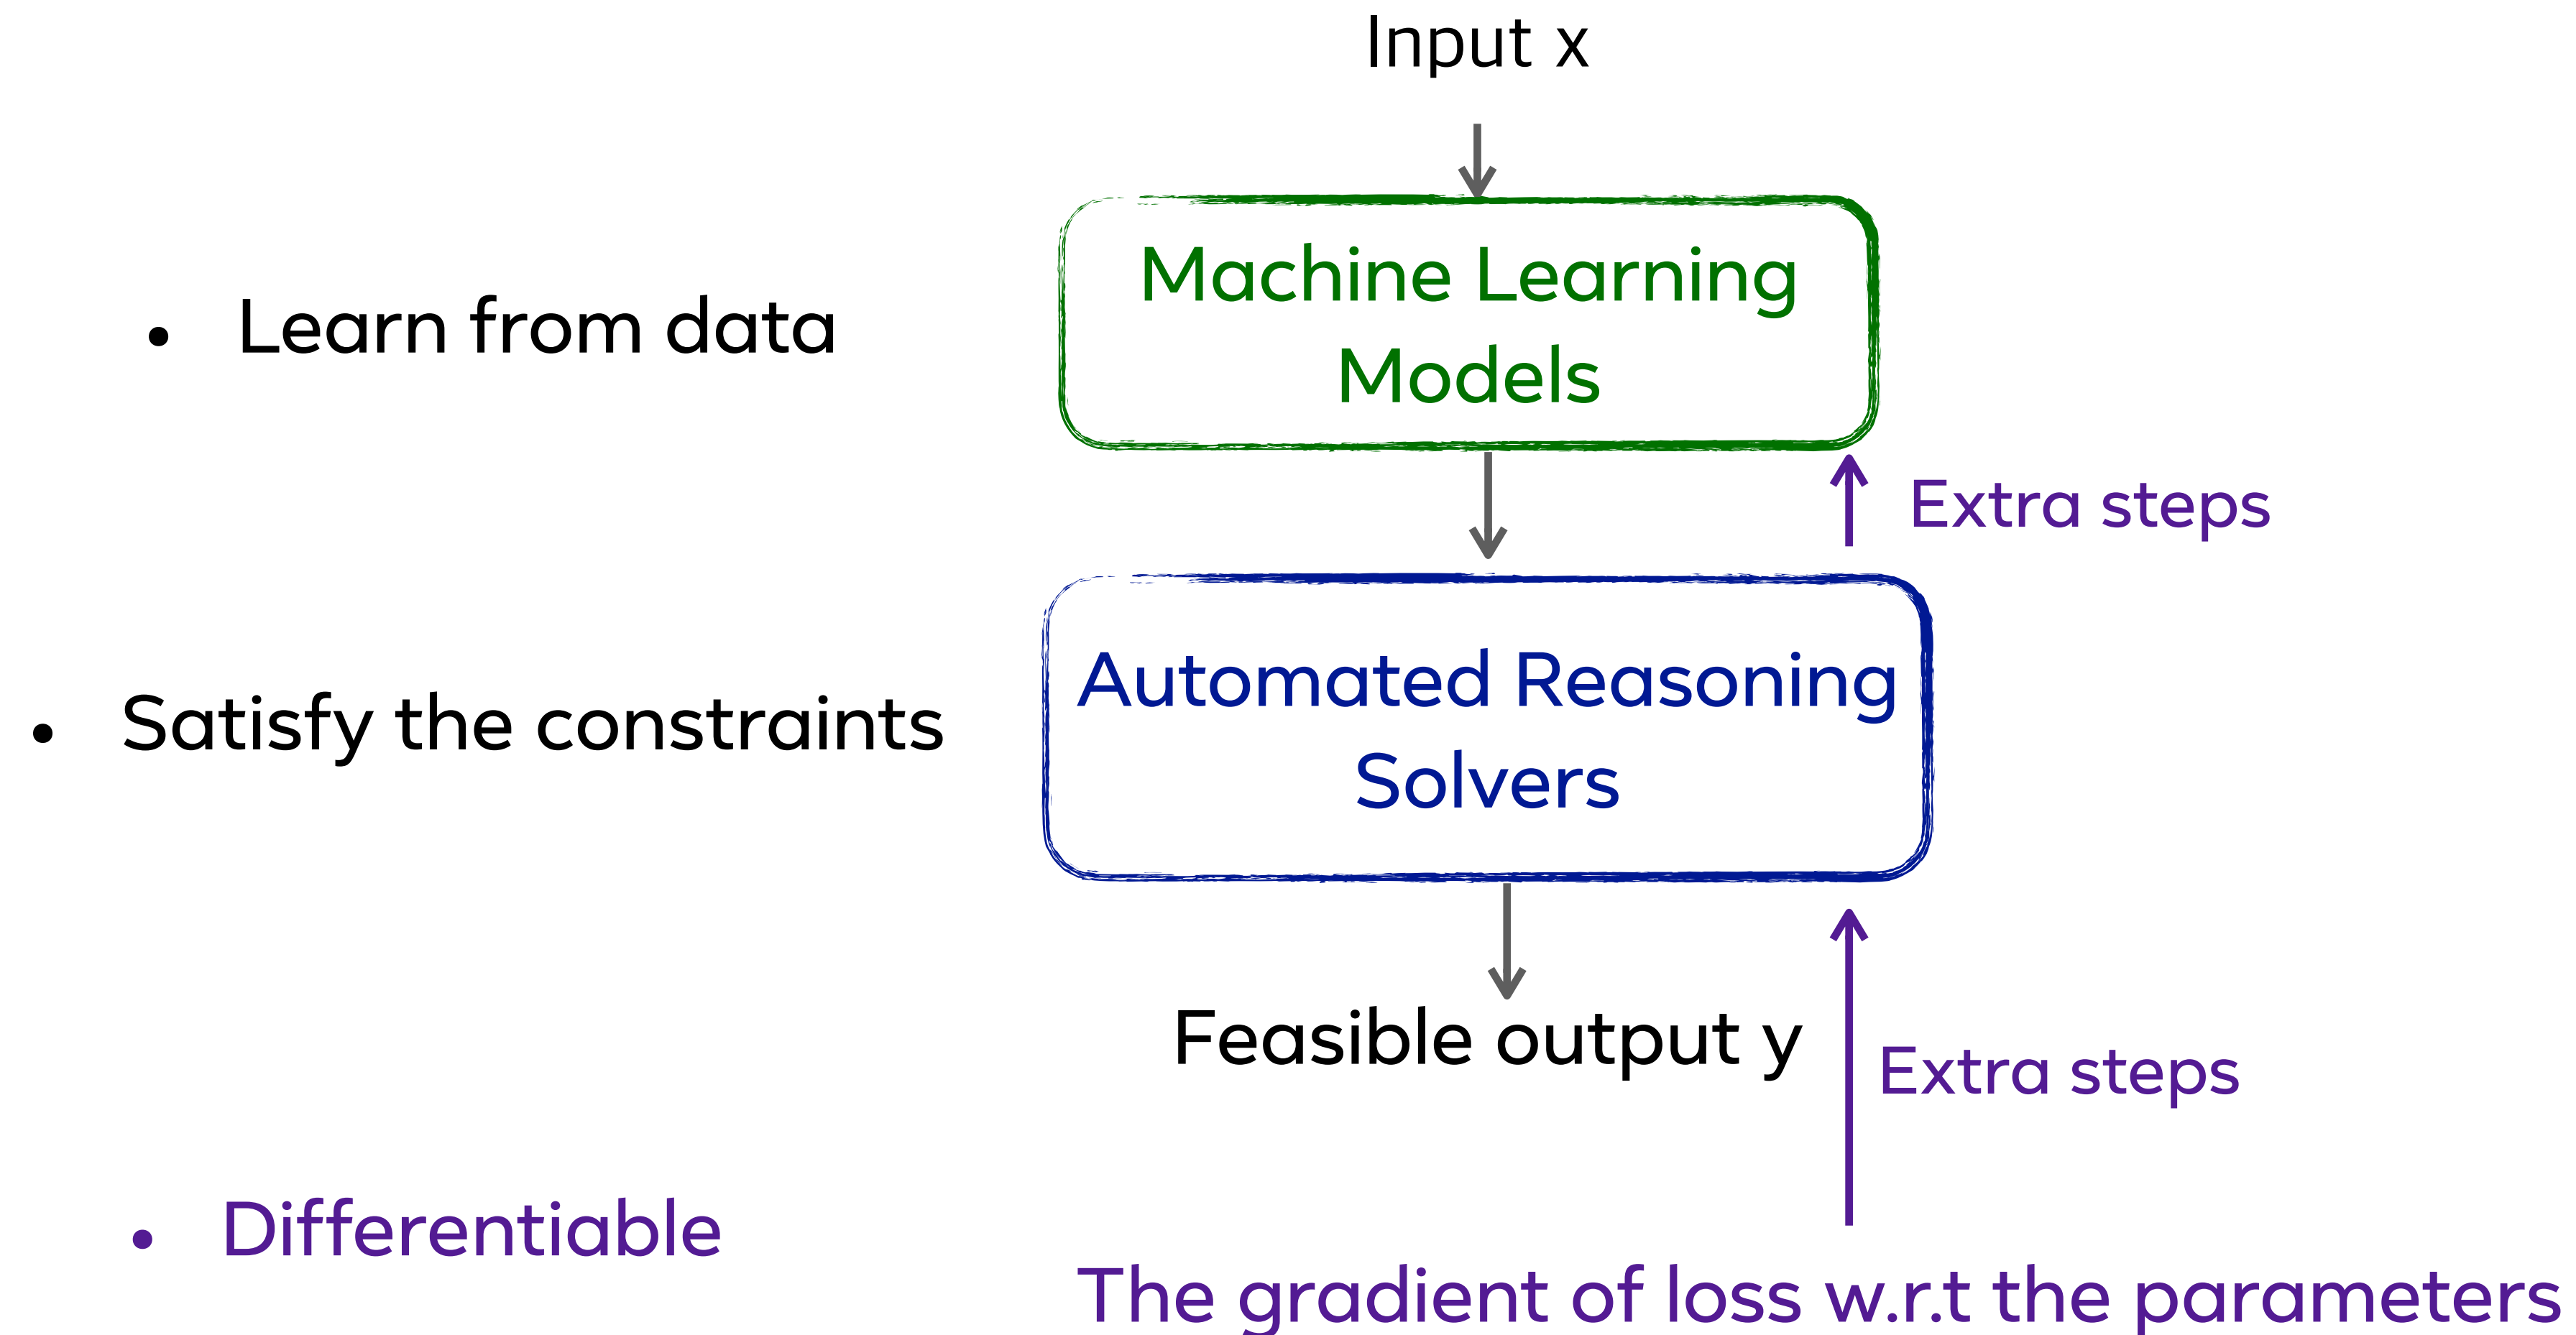 Input x
• Learn from data
Machine Learning
Models
Extra steps
• Satisfy the constraints
Automated Reasoning
Solvers
Feasible output y
Extra steps
• Differentiable
The gradient of loss w.r.t the parameters